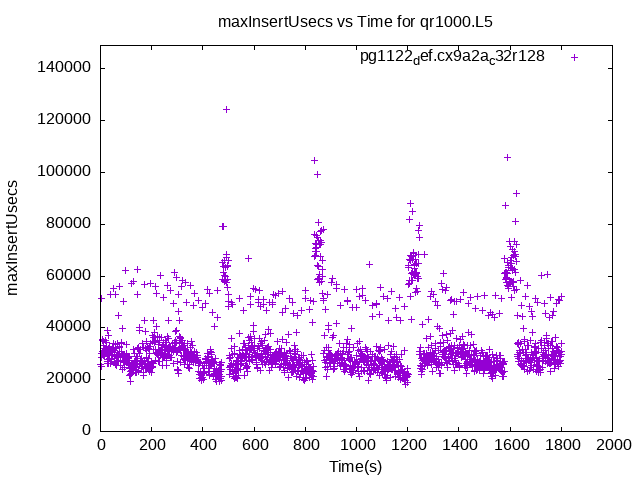 maxInsertUsecs vs Time for qr1000.L5
pg1122_def.cx9a2a_c32r128
140000
120000
100000
80000
60000
40000
20000
0
maxInsertUsecs
0 200 400 600 800 1000 1200 1400 1600 1800 2000
Time(s)